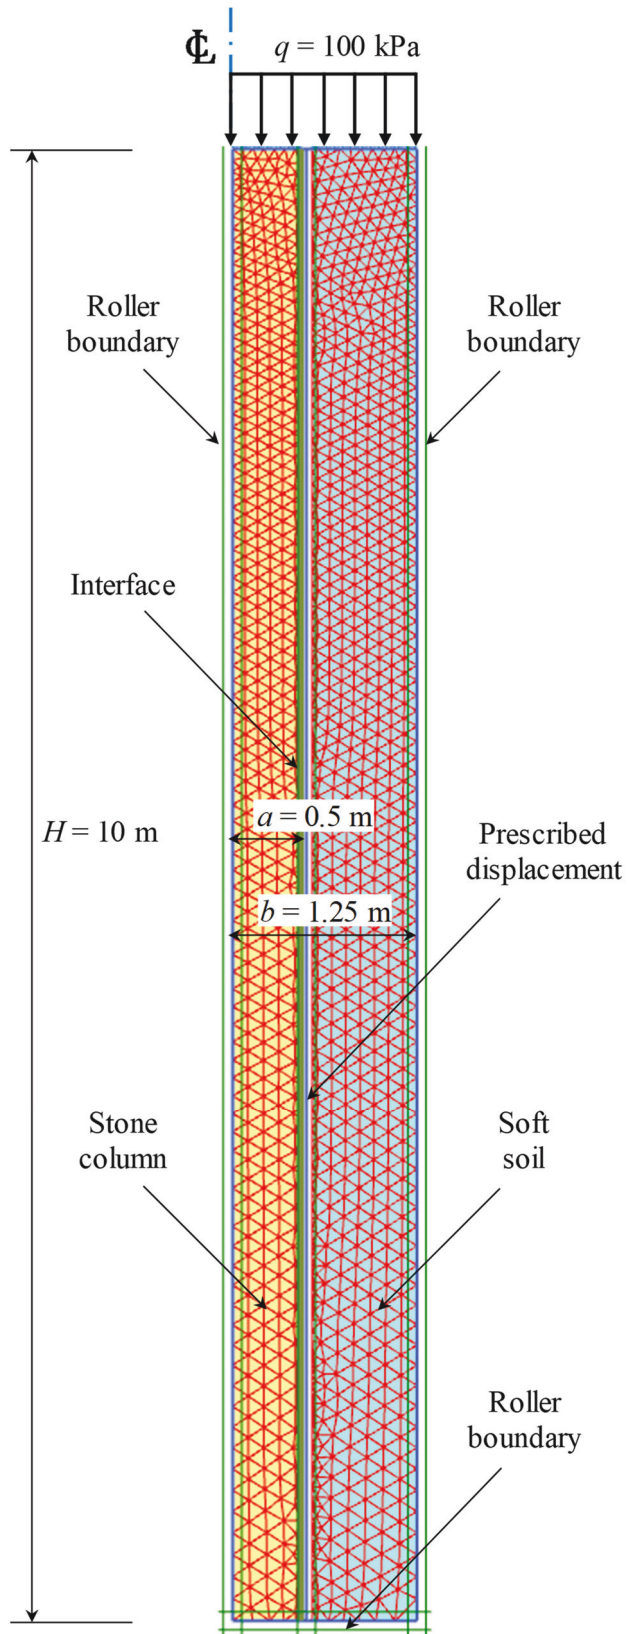 ℄
q = 100 kPa
Roller
boundary
Roller
boundary
Interface
a = 0.5 m
H = 10 m
Prescribed
displacement
b = 1.25 m
Stone
column
Soft
soil
Roller
boundary